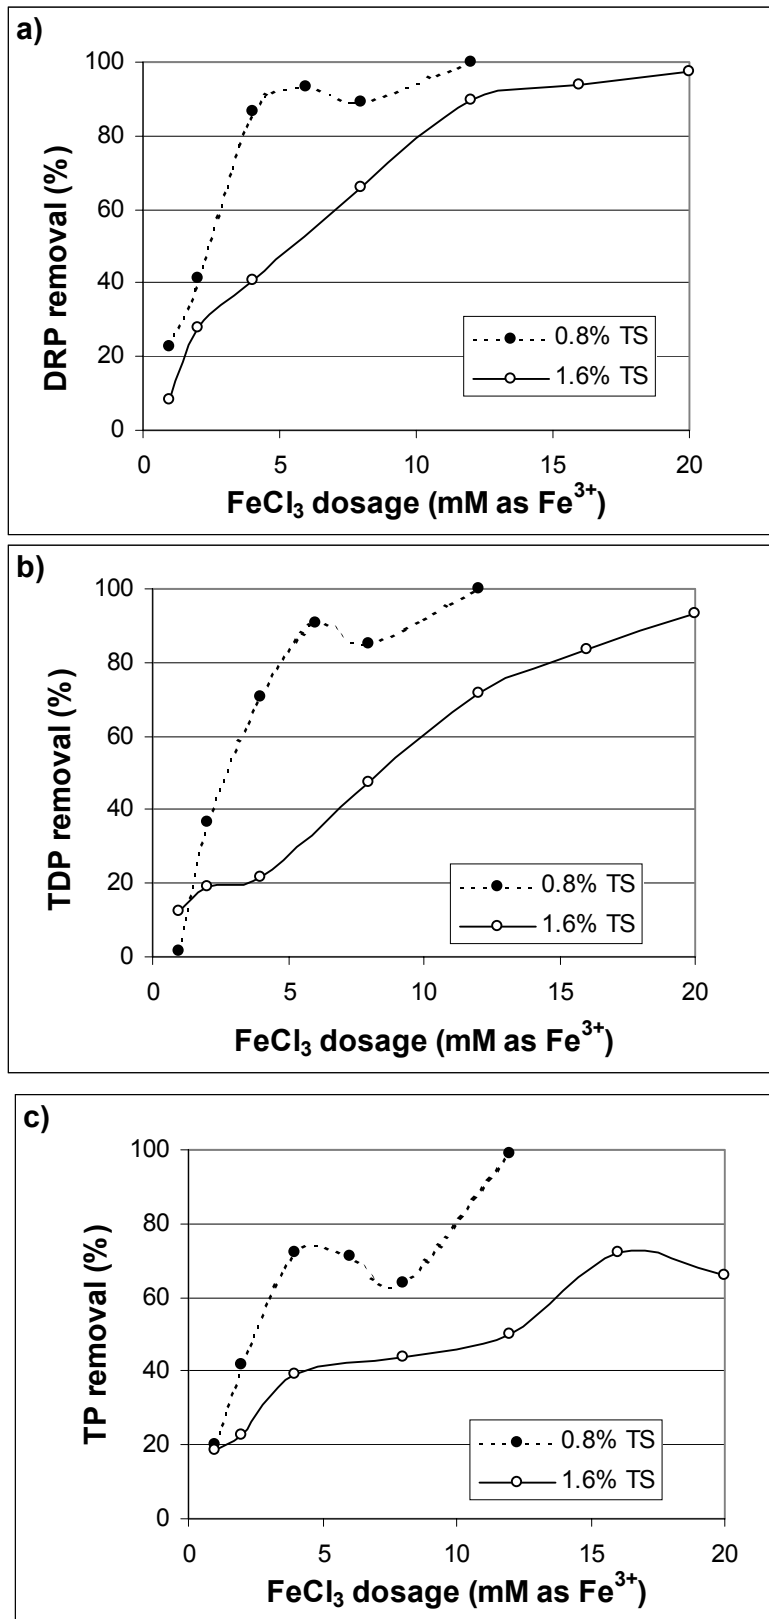 a)
100
80
60
40
20
0
DRP removal (%)
0.8% TS
1.6% TS
0 5 10 15 20
FeCl₃ dosage (mM as Fe³⁺)
b)
100
80
60
40
20
0
TDP removal (%)
0.8% TS
1.6% TS
0 5 10 15 20
FeCl₃ dosage (mM as Fe³⁺)
c)
100
80
60
40
20
0
TP removal (%)
0.8% TS
1.6% TS
0 5 10 15 20
FeCl₃ dosage (mM as Fe³⁺)